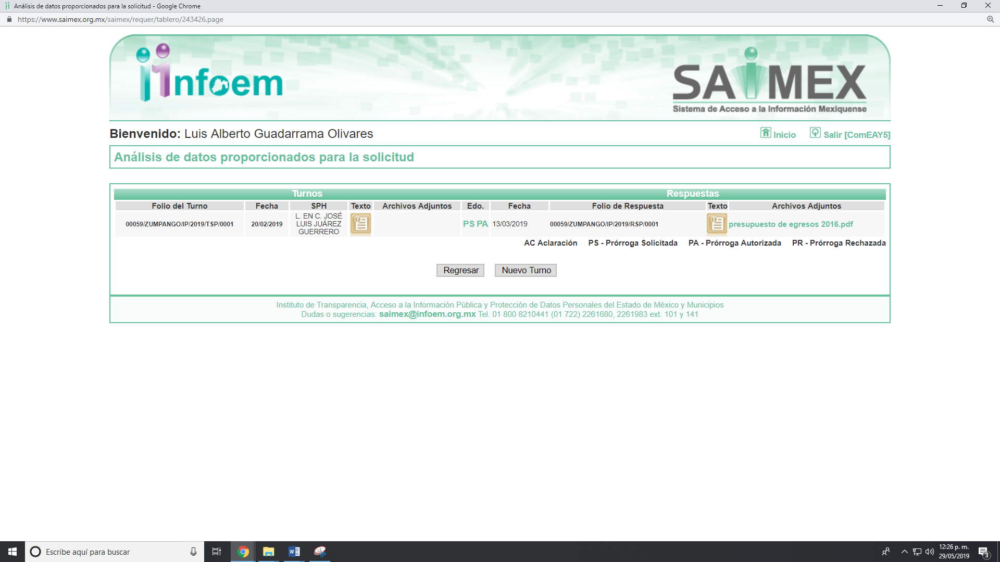 Análisis de datos proporcionados para la solicitud - Google Chrome
https://www.saimex.org.mx/saimex/requer/tablero/243426.page
infoem
SAIMEX
Sistema de Acceso a la Información Mexiquense
Bienvenido: Luis Alberto Guadarrama Olivares
Inicio Salir [ComEAY5]
Análisis de datos proporcionados para la solicitud
Turnos Respuestas
Folio del Turno Fecha SPH Texto Archivos Adjuntos Edo. Fecha Folio de Respuesta Texto Archivos Adjuntos
00059/ZUMPANGO/IP/2019/TSP/0001 20/02/2019 L. EN C. JOSÉ
LUIS JUÁREZ
GUERRERO
PS PA 13/03/2019 00059/ZUMPANGO/IP/2019/RSP/0001 presupuesto de egresos 2016.pdf
AC Aclaración PS - Prórroga Solicitada PA - Prórroga Autorizada PR - Prórroga Rechazada
Regresar Nuevo Turno
Instituto de Transparencia, Acceso a la Información Pública y Protección de Datos Personales del Estado de México y Municipios
Dudas o sugerencias: saimex@infoem.org.mx Tel. 01 800 8210441 (01 722) 2261680, 2261983 ext. 101 y 141
Escribe aquí para buscar
12:26 p. m.
29/05/2019
3